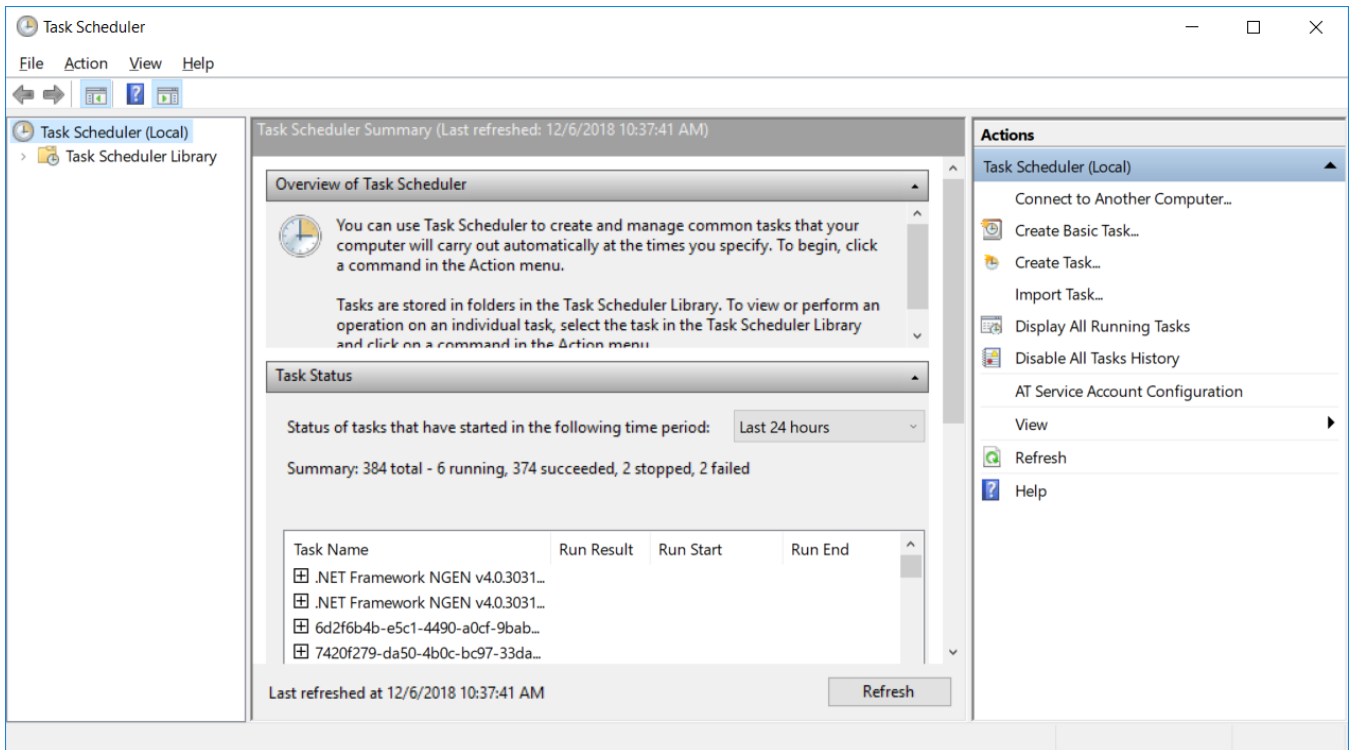 Task Scheduler
File Action View Help
Task Scheduler (Local)
Task Scheduler Library
Task Scheduler Summary (Last refreshed: 12/6/2018 10:37:41 AM)
Overview of Task Scheduler
You can use Task Scheduler to create and manage common tasks that your
computer will carry out automatically at the times you specify. To begin, click
a command in the Action menu.
Tasks are stored in folders in the Task Scheduler Library. To view or perform an
operation on an individual task, select the task in the Task Scheduler Library
and click on a command in the Action menu
Task Status
Status of tasks that have started in the following time period: Last 24 hours
Summary: 384 total - 6 running, 374 succeeded, 2 stopped, 2 failed
Task Name Run Result Run Start Run End
.NET Framework NGEN v4.0.3031...
.NET Framework NGEN v4.0.3031...
6d2f6b4b-e5c1-4490-a0cf-9bab...
7420f279-da50-4b0c-bc97-33da...
Last refreshed at 12/6/2018 10:37:41 AM
Refresh
Actions
Task Scheduler (Local)
Connect to Another Computer...
Create Basic Task...
Create Task...
Import Task...
Display All Running Tasks
Disable All Tasks History
AT Service Account Configuration
View
Refresh
Help